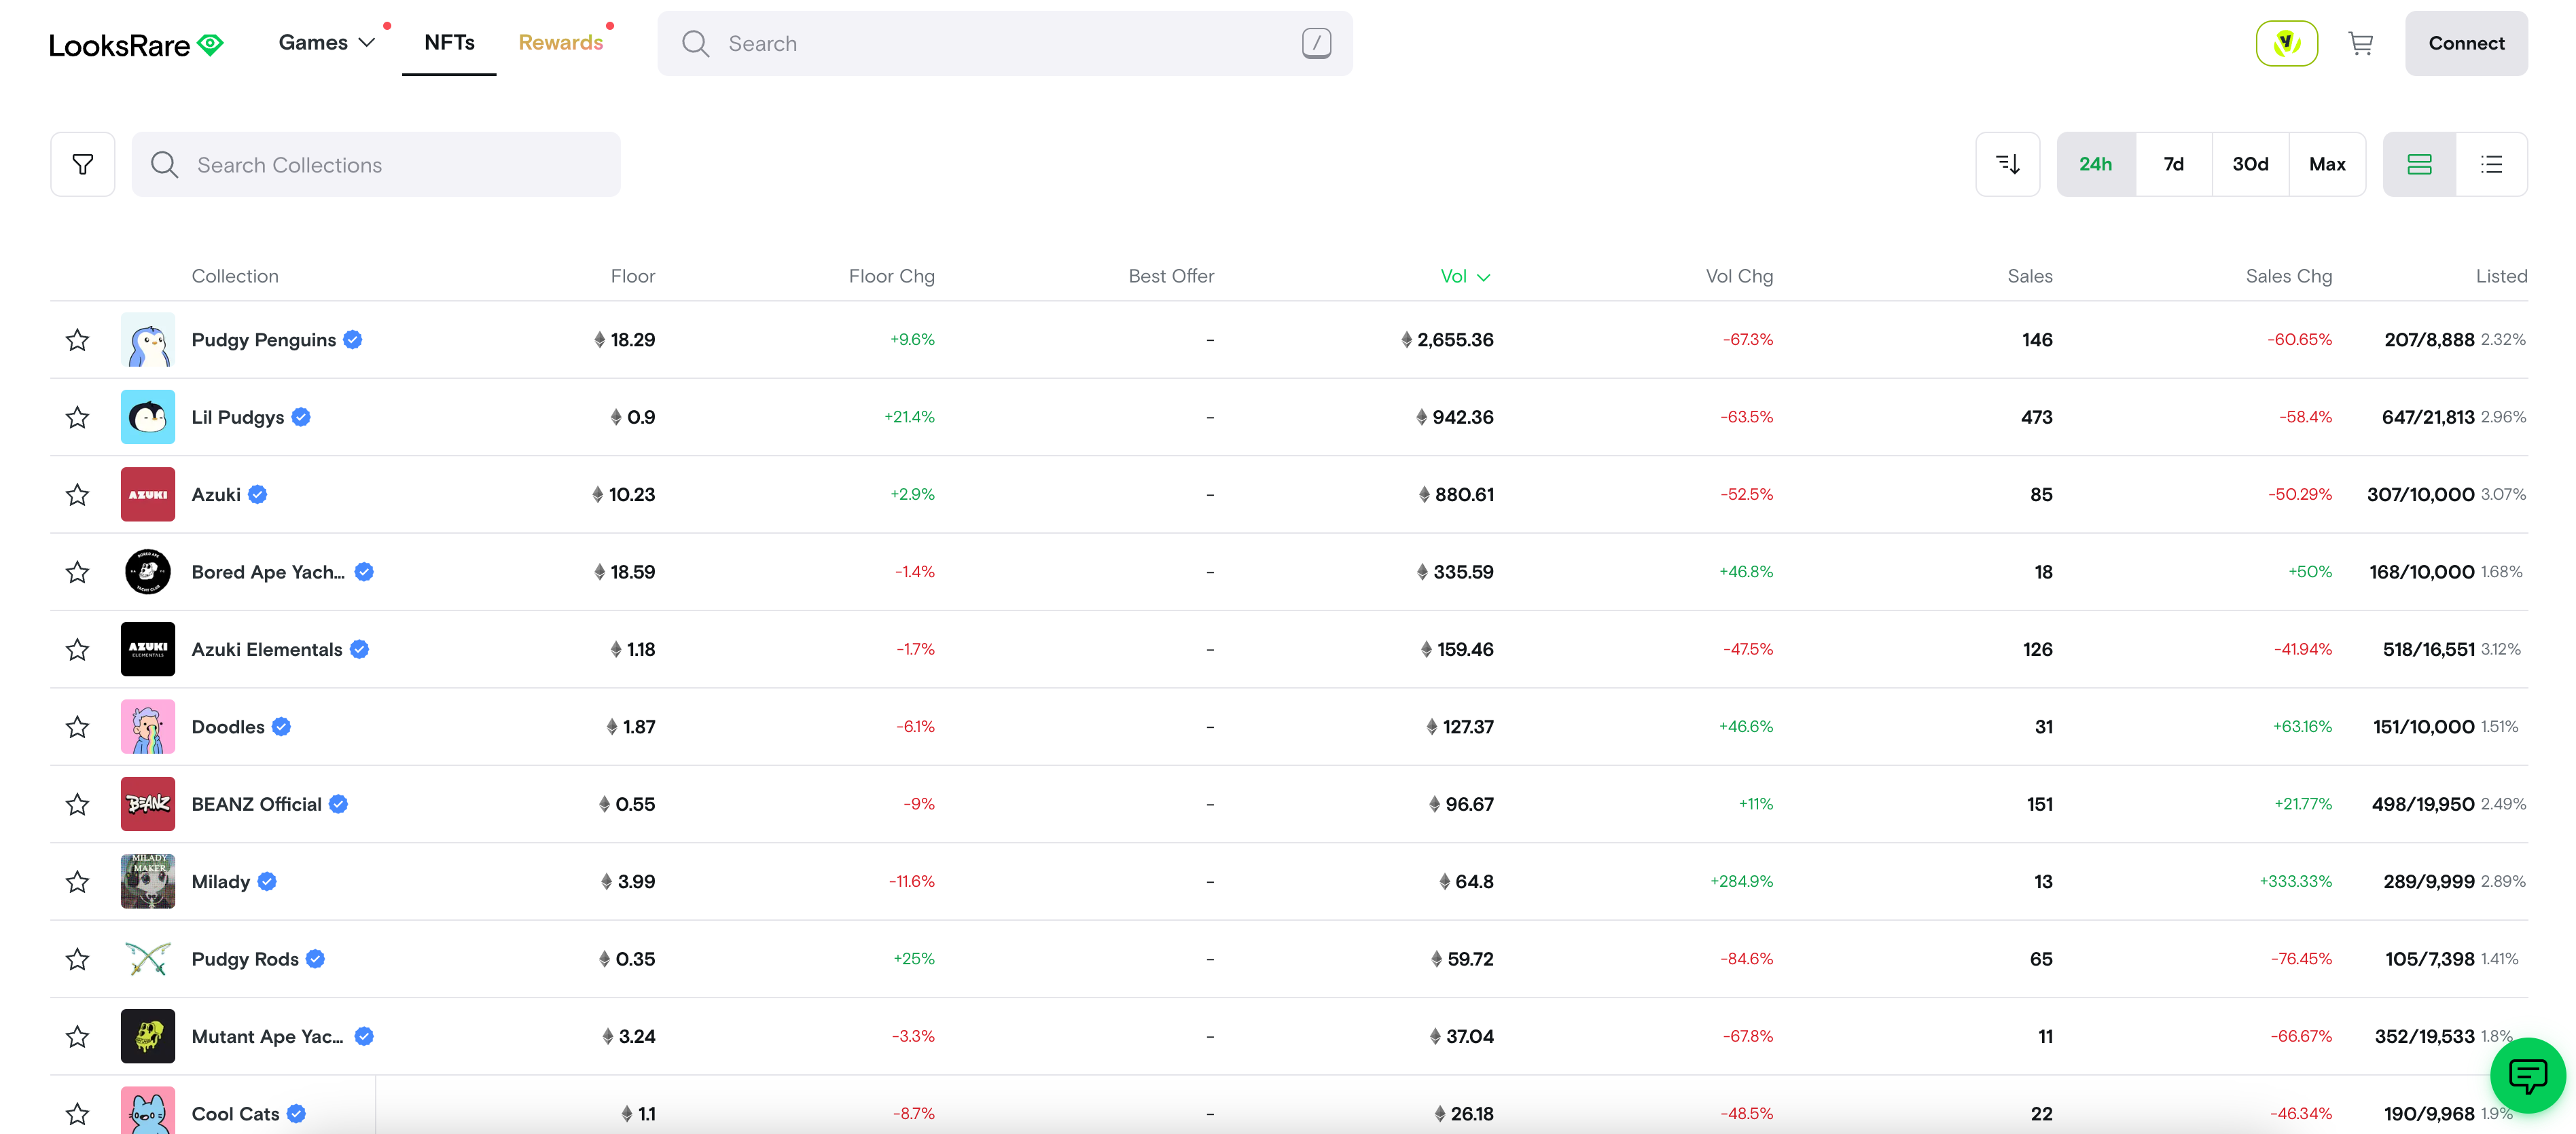 LooksRare Games NFTs Rewards Search / Connect
Search Collections 24h 7d 30d Max
Collection Floor Floor Chg Best Offer Vol Vol Chg Sales Sales Chg Listed
Pudgy Penguins 18.29 +9.6% - 2,655.36 -67.3% 146 -60.65% 207/8,888 2.32%
Lil Pudgys 0.9 +21.4% - 942.36 -63.5% 473 -58.4% 647/21,813 2.96%
AZUKI Azuki 10.23 +2.9% - 880.61 -52.5% 85 -50.29% 307/10,000 3.07%
Bored Ape Yach... 18.59 -1.4% - 335.59 +46.8% 18 +50% 168/10,000 1.68%
AZUKI ELEMENTALS Azuki Elementals 1.18 -1.7% - 159.46 -47.5% 126 -41.94% 518/16,551 3.12%
Doodles 1.87 -6.1% - 127.37 +46.6% 31 +63.16% 151/10,000 1.51%
BEANZ BEANZ Official 0.55 -9% - 96.67 +11% 151 +21.77% 498/19,950 2.49%
MILADY MAKER Milady 3.99 -11.6% - 64.8 +284.9% 13 +333.33% 289/9,999 2.89%
Pudgy Rods 0.35 +25% - 59.72 -84.6% 65 -76.45% 105/7,398 1.41%
Mutant Ape Yac... 3.24 -3.3% - 37.04 -67.8% 11 -66.67% 352/19,533 1.8%
Cool Cats 1.1 -8.7% - 26.18 -48.5% 22 -46.34% 190/9,968 1.9%